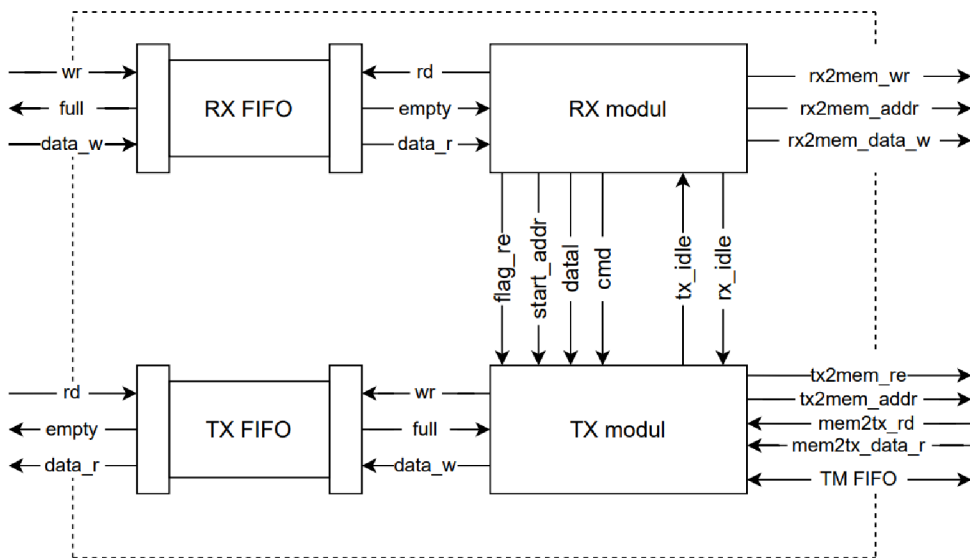 wr
full
data_w
RX FIFO
rd
empty
data_r
RX modul
rx2mem_wr
rx2mem_addr
rx2mem_data_w
flag_re
start_addr
datal
cmd
tx_idle
rx_idle
rd
empty
data_r
TX FIFO
wr
full
data_w
TX modul
tx2mem_re
tx2mem_addr
mem2tx_rd
mem2tx_data_r
TM FIFO